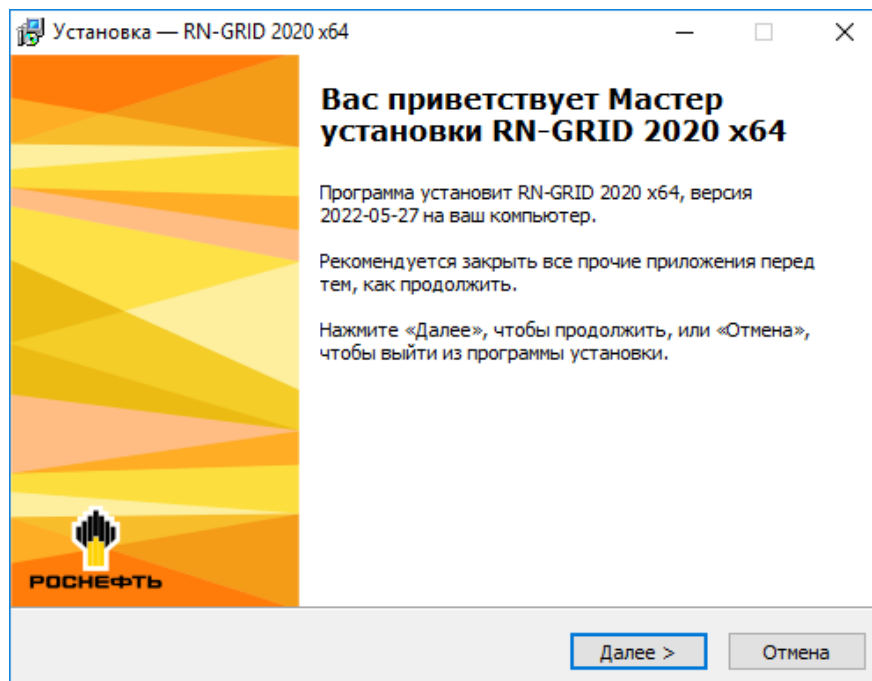 Установка — RN-GRID 2020 x64
Вас приветствует Мастер
установки RN-GRID 2020 x64
Программа установит RN-GRID 2020 x64, версия
2022-05-27 на ваш компьютер.
Рекомендуется закрыть все прочие приложения перед
тем, как продолжить.
Нажмите «Далее», чтобы продолжить, или «Отмена»,
чтобы выйти из программы установки.
РОСНЕФТЬ
Далее >
Отмена